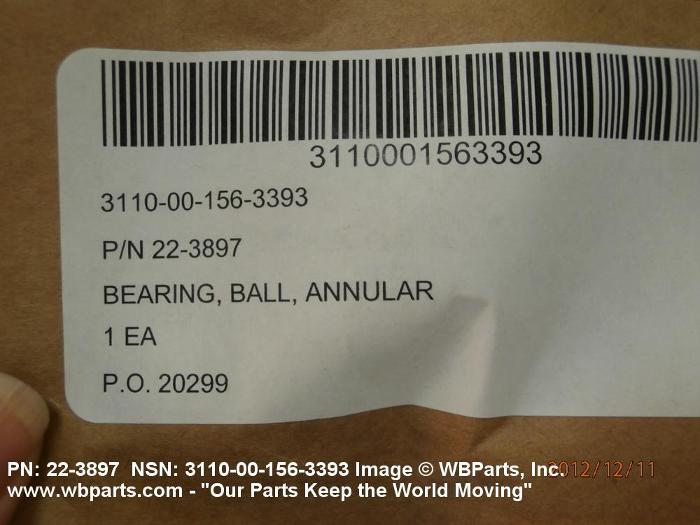 3110001563393
3110-00-156-3393
P/N 22-3897
BEARING, BALL, ANNULAR
1 EA
P.O. 20299
PN: 22-3897 NSN: 3110-00-156-3393 Image © WBParts, Inc. 2012/12/11
www.wbparts.com - "Our Parts Keep the World Moving"